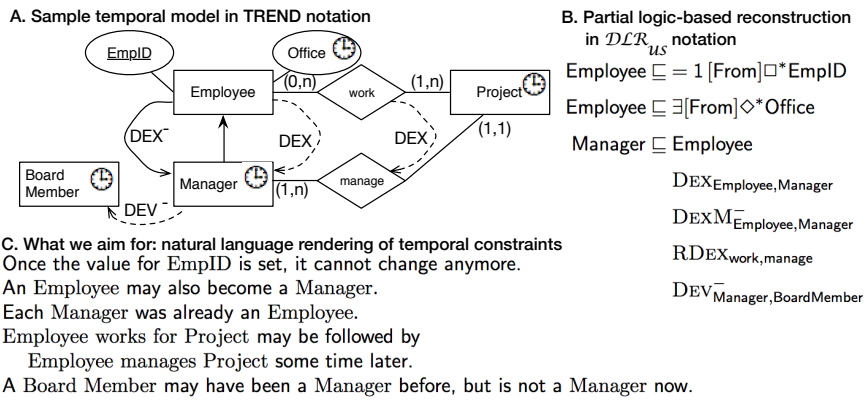 A. Sample temporal model in TREND notation
EmpID
Office
Employee
(0,n)
work
(1,n)
Project
(1,1)
DEX⁻
DEX
DEX
Board
Member
Manager
(1,n)
manage
DEV⁻
B. Partial logic-based reconstruction
in 𝒟ℒℛ_𝒰𝒮 notation
Employee ⊑ = 1 [From]□*EmpID
Employee ⊑ ∃[From]◇*Office
Manager ⊑ Employee
DEX_Employee,Manager
DEXM⁻_Employee,Manager
RDEX_work,manage
DEV⁻_Manager,BoardMember
C. What we aim for: natural language rendering of temporal constraints
Once the value for EmpID is set, it cannot change anymore.
An Employee may also become a Manager.
Each Manager was already an Employee.
Employee works for Project may be followed by
Employee manages Project some time later.
A Board Member may have been a Manager before, but is not a Manager now.